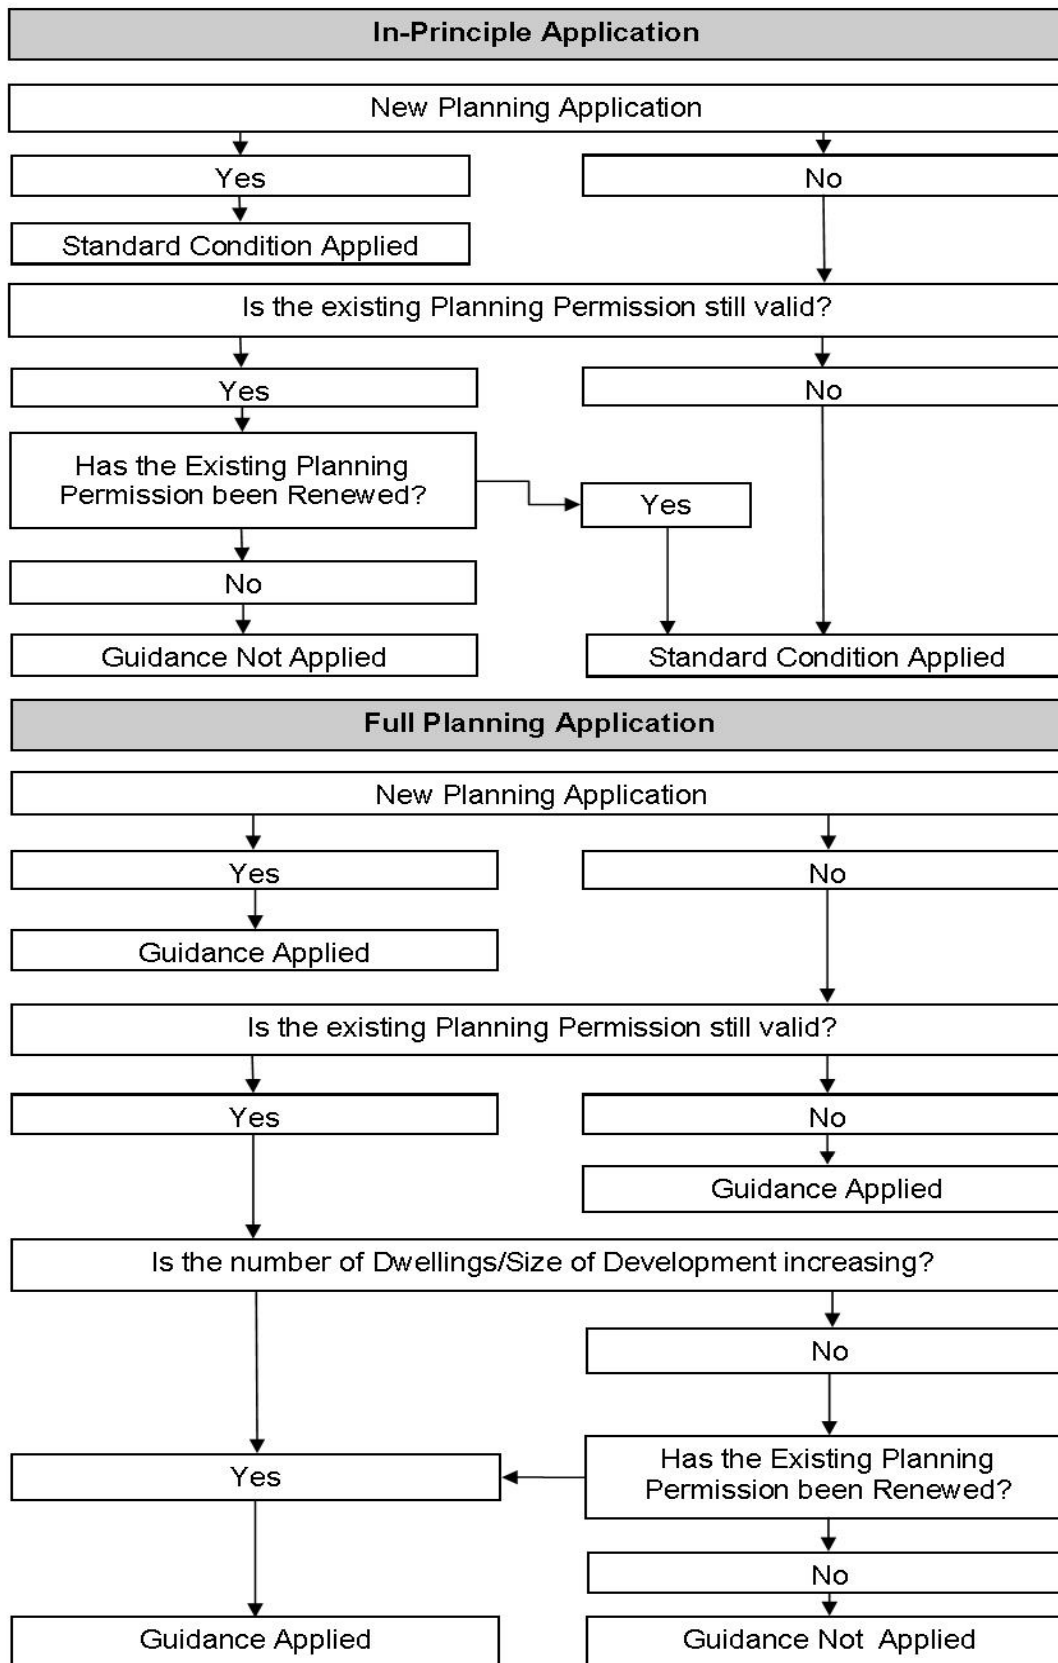 In-Principle Application
New Planning Application
Yes
No
Standard Condition Applied
Is the existing Planning Permission still valid?
Yes
No
Has the Existing Planning
Permission been Renewed?
Yes
No
Guidance Not Applied
Standard Condition Applied
Full Planning Application
New Planning Application
Yes
No
Guidance Applied
Is the existing Planning Permission still valid?
Yes
No
Guidance Applied
Is the number of Dwellings/Size of Development increasing?
No
Yes
Has the Existing Planning
Permission been Renewed?
No
Guidance Applied
Guidance Not Applied